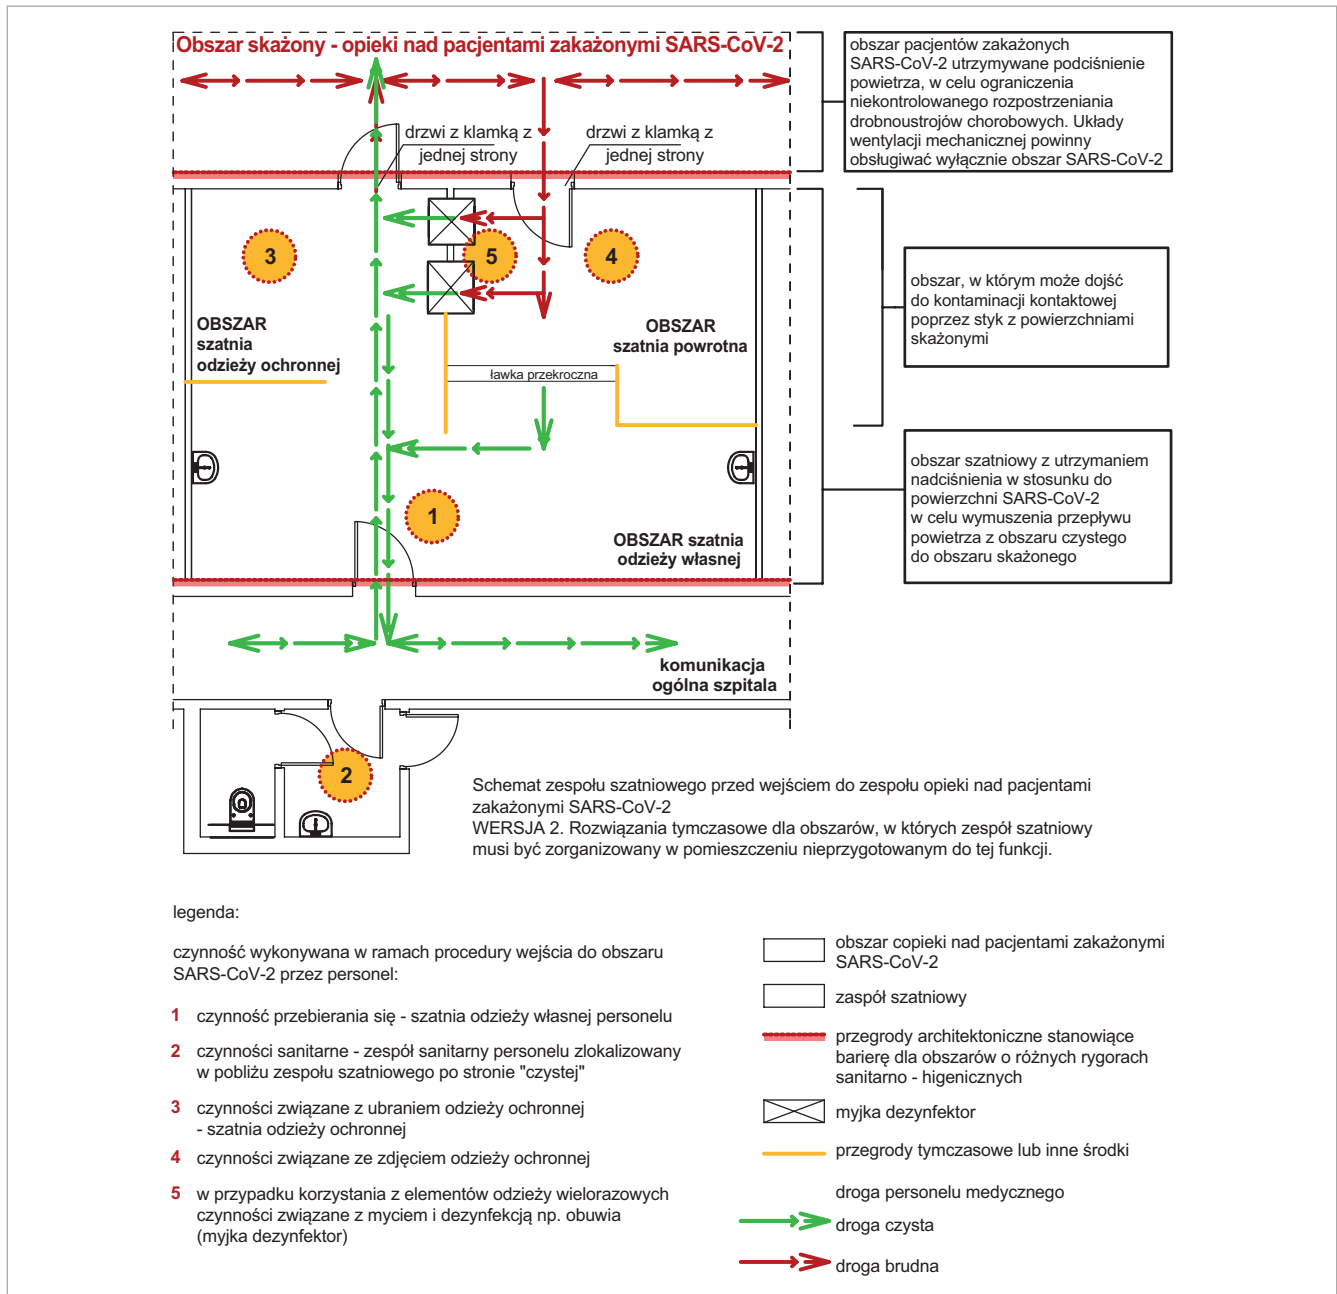 Obszar skażony - opieki nad pacjentami zakażonymi SARS-CoV-2
obszar pacjentów zakażonych
SARS-CoV-2 utrzymywane podciśnienie
powietrza, w celu ograniczenia
niekontrolowanego rozpostrzeniania
drobnoustrojów chorobowych. Układy
wentylacji mechanicznej powinny
obsługiwać wyłącznie obszar SARS-CoV-2
drzwi z klamką z
jednej strony
drzwi z klamką z
jednej strony
3
5
4
obszar, w którym może dojść
do kontaminacji kontaktowej
poprzez styk z powierzchniami
skażonymi
OBSZAR
szatnia
odzieży ochronnej
OBSZAR
szatnia powrotna
ławka przekroczna
obszar szatniowy z utrzymaniem
nadciśnienia w stosunku do
powierzchni SARS-CoV-2
w celu wymuszenia przepływu
powietrza z obszaru czystego
do obszaru skażonego
1
OBSZAR szatnia
odzieży własnej
komunikacja
ogólna szpitala
2
Schemat zespołu szatniowego przed wejściem do zespołu opieki nad pacjentami
zakażonymi SARS-CoV-2
WERSJA 2. Rozwiązania tymczasowe dla obszarów, w których zespół szatniowy
musi być zorganizowany w pomieszczeniu nieprzygotowanym do tej funkcji.
legenda:
czynność wykonywana w ramach procedury wejścia do obszaru
SARS-CoV-2 przez personel:
1 czynność przebierania się - szatnia odzieży własnej personelu
2 czynności sanitarne - zespół sanitarny personelu zlokalizowany
w pobliżu zespołu szatniowego po stronie "czystej"
3 czynności związane z ubraniem odzieży ochronnej
- szatnia odzieży ochronnej
4 czynności związane ze zdjęciem odzieży ochronnej
5 w przypadku korzystania z elementów odzieży wielorazowych
czynności związane z myciem i dezynfekcją np. obuwia
(myjka dezynfektor)
obszar copieki nad pacjentami zakażonymi
SARS-CoV-2
zaspół szatniowy
przegrody architektoniczne stanowiące
barierę dla obszarów o różnych rygorach
sanitarno - higenicznych
myjka dezynfektor
przegrody tymczasowe lub inne środki
droga personelu medycznego
droga czysta
droga brudna